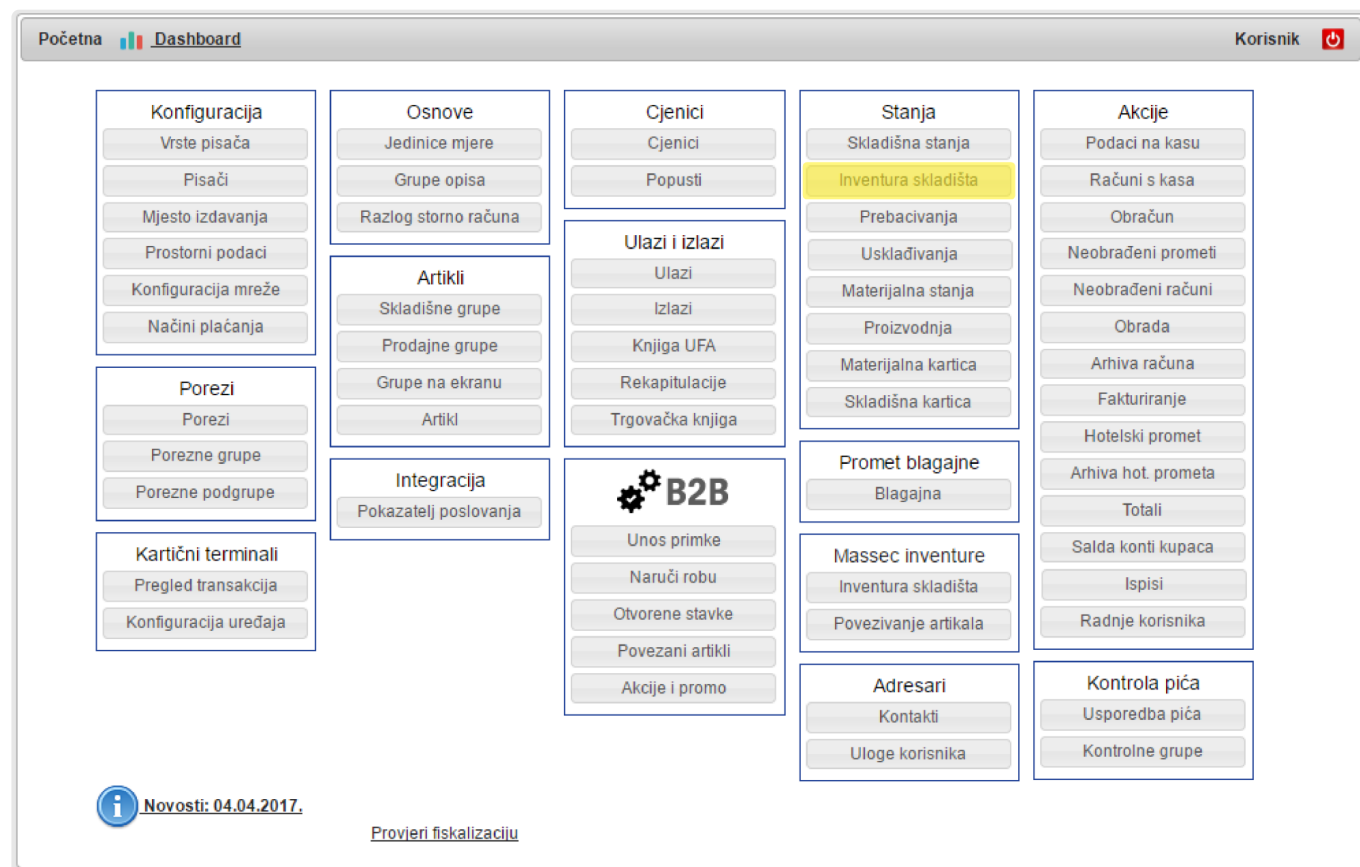 Početna Dashboard Korisnik
Konfiguracija
Vrste pisača
Pisači
Mjesto izdavanja
Prostorni podaci
Konfiguracija mreže
Načini plaćanja
Porezi
Porezi
Porezne grupe
Porezne podgrupe
Kartični terminali
Pregled transakcija
Konfiguracija uređaja
Osnove
Jedinice mjere
Grupe opisa
Razlog storno računa
Artikli
Skladišne grupe
Prodajne grupe
Grupe na ekranu
Artikl
Integracija
Pokazatelj poslovanja
Cjenici
Cjenici
Popusti
Ulazi i izlazi
Ulazi
Izlazi
Knjiga UFA
Rekapitulacije
Trgovačka knjiga
B2B
Unos primke
Naruči robu
Otvorene stavke
Povezani artikli
Akcije i promo
Stanja
Skladišna stanja
Inventura skladišta
Prebacivanja
Usklađivanja
Materijalna stanja
Proizvodnja
Materijalna kartica
Skladišna kartica
Promet blagajne
Blagajna
Massec inventure
Inventura skladišta
Povezivanje artikala
Adresari
Kontakti
Uloge korisnika
Akcije
Podaci na kasu
Računi s kasa
Obračun
Neobrađeni prometi
Neobrađeni računi
Obrada
Arhiva računa
Fakturiranje
Hotelski promet
Arhiva hot. prometa
Totali
Salda konti kupaca
Ispisi
Radnje korisnika
Kontrola pića
Usporedba pića
Kontrolne grupe
Novosti: 04.04.2017.
Provjeri fiskalizaciju